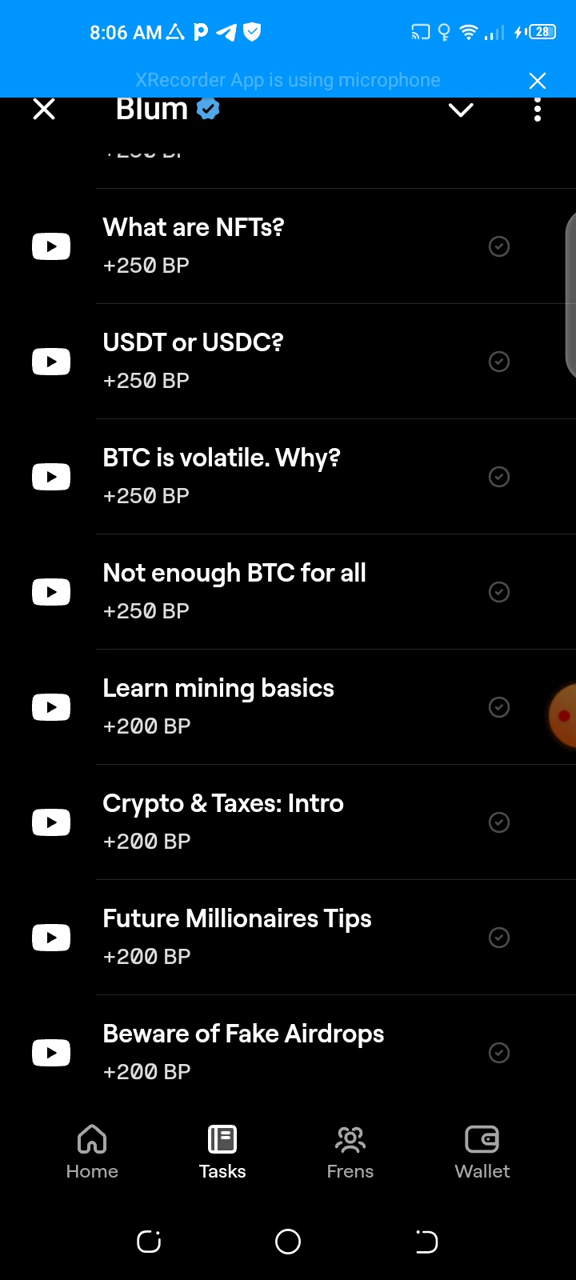 8:06 AM
28
XRecorder App is using microphone
Blum
+250 BP
What are NFTs?
+250 BP
USDT or USDC?
+250 BP
BTC is volatile. Why?
+250 BP
Not enough BTC for all
+250 BP
Learn mining basics
+200 BP
Crypto & Taxes: Intro
+200 BP
Future Millionaires Tips
+200 BP
Beware of Fake Airdrops
+200 BP
Home Tasks Frens Wallet